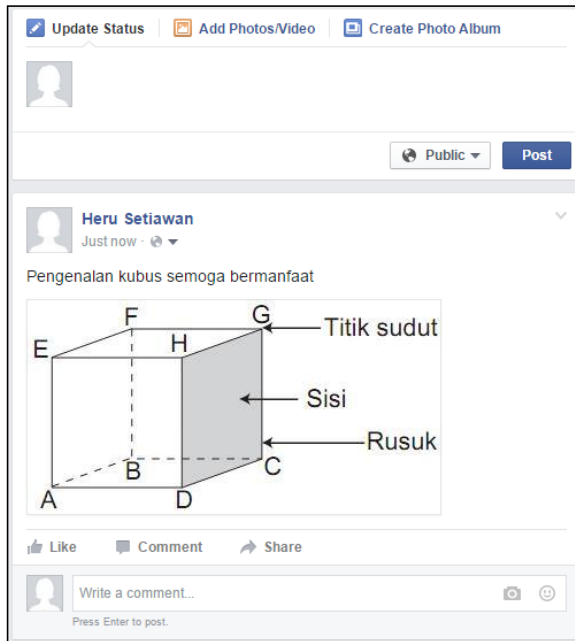 Update Status Add Photos/Video Create Photo Album
Public Post
Heru Setiawan
Just now ·
Pengenalan kubus semoga bermanfaat
F G Titik sudut
E H
Sisi
Rusuk
B C
A D
Like Comment Share
Write a comment...
Press Enter to post.